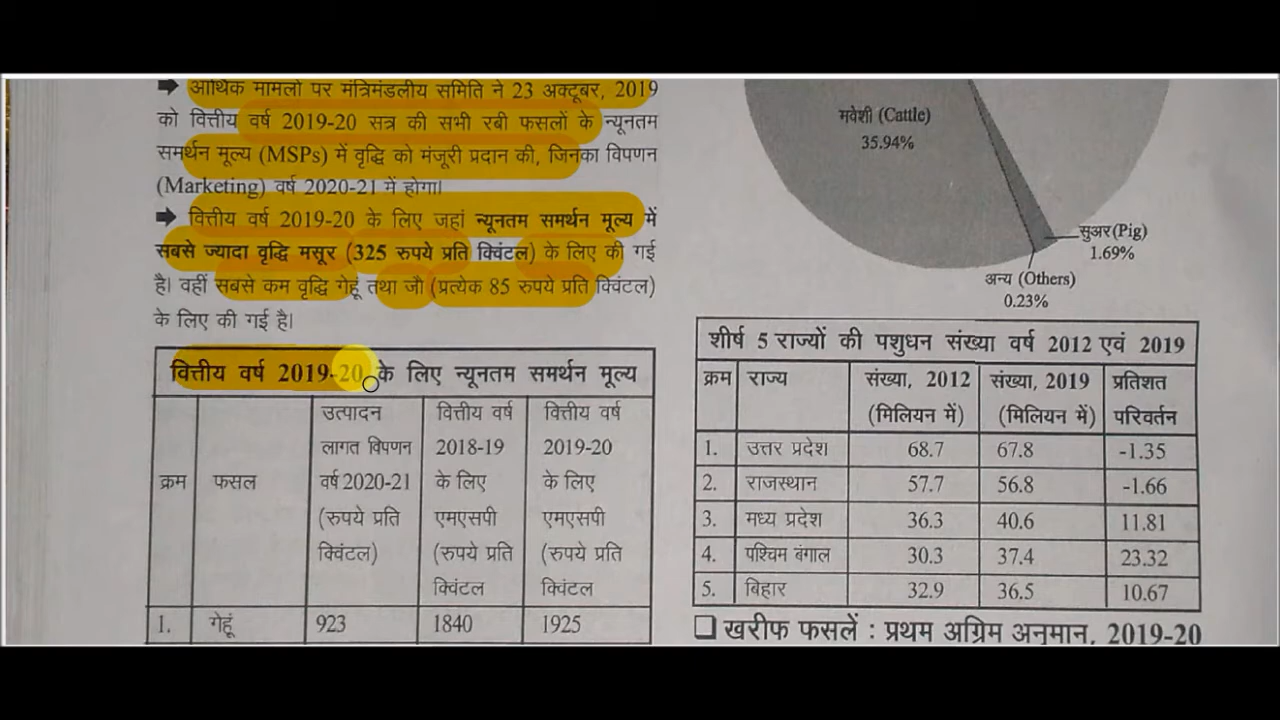 ➡ आर्थिक मामलों पर मंत्रिमंडलीय समिति ने 23 अक्टूबर, 2019
को वित्तीय वर्ष 2019-20 सत्र की सभी रबी फसलों के न्यूनतम
समर्थन मूल्य (MSPs) में वृद्धि को मंजूरी प्रदान की, जिनका विपणन
(Marketing) वर्ष 2020-21 में होगा।
➡ वित्तीय वर्ष 2019-20 के लिए जहां न्यूनतम समर्थन मूल्य में
सबसे ज्यादा वृद्धि मसूर (325 रुपये प्रति क्विंटल) के लिए की गई
है। वहीं सबसे कम वृद्धि गेहूं तथा जौ (प्रत्येक 85 रुपये प्रति क्विंटल)
के लिए की गई है।
वित्तीय वर्ष 2019-20 के लिए न्यूनतम समर्थन मूल्य
क्रम फसल उत्पादन लागत विपणन वर्ष 2020-21 (रुपये प्रति क्विंटल) वित्तीय वर्ष 2018-19 के लिए एमएसपी (रुपये प्रति क्विंटल वित्तीय वर्ष 2019-20 के लिए एमएसपी (रुपये प्रति क्विंटल
1. गेहूं 923 1840 1925
मवेशी (Cattle)
35.94%
सुअर(Pig)
1.69%
अन्य (Others)
0.23%
शीर्ष 5 राज्यों की पशुधन संख्या वर्ष 2012 एवं 2019
क्रम राज्य संख्या, 2012 (मिलियन में) संख्या, 2019 (मिलियन में) प्रतिशत परिवर्तन
1. उत्तर प्रदेश 68.7 67.8 -1.35
2. राजस्थान 57.7 56.8 -1.66
3. मध्य प्रदेश 36.3 40.6 11.81
4. पश्चिम बंगाल 30.3 37.4 23.32
5. बिहार 32.9 36.5 10.67
❑ खरीफ फसलें : प्रथम अग्रिम अनुमान, 2019-20